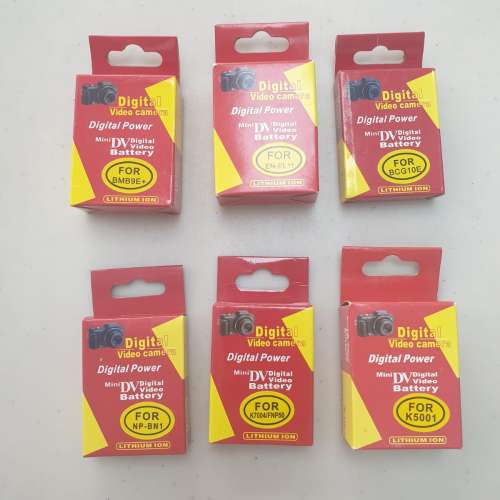 Digital
Video camera
Digital Power
Mini DV/Digital
Video
Battery
FOR
BMB9E+
LITHIUM ION
Digital
Video camera
Digital Power
Mini DV/Digital
Video
Battery
FOR
EN-EL11
LITHIUM ION
Digital
Video camera
Digital Power
Mini DV/Digital
Video
Battery
FOR
BCG10E
LITHIUM ION
Digital
Video camera
Digital Power
Mini DV/Digital
Video
Battery
FOR
NP-BN1
LITHIUM ION
Digital
Video camera
Digital Power
Mini DV/Digital
Video
Battery
FOR
K7004/FNP50
LITHIUM ION
Digital
Video camera
Digital Power
Mini DV/Digital
Video
Battery
FOR
K5001
LITHIUM ION